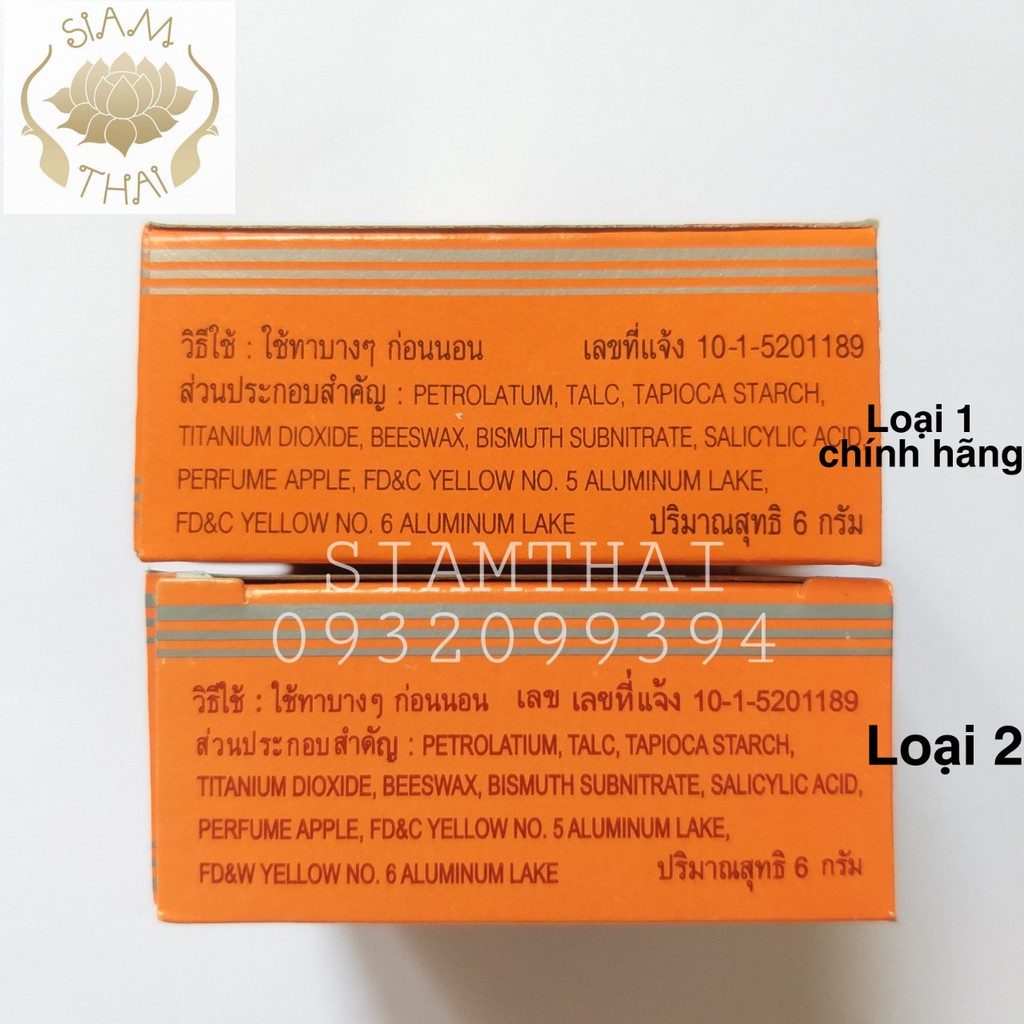 SIAM
THAI
วิธีใช้ : ใช้ทาบางๆ ก่อนนอน เลขที่แจ้ง 10-1-5201189
ส่วนประกอบสำคัญ : PETROLATUM, TALC, TAPIOCA STARCH,
TITANIUM DIOXIDE, BEESWAX, BISMUTH SUBNITRATE, SALICYLIC ACID,
PERFUME APPLE, FD&C YELLOW NO. 5 ALUMINUM LAKE,
FD&C YELLOW NO. 6 ALUMINUM LAKE ปริมาณสุทธิ 6 กรัม
Loại 1
chính hãng
SIAMTHAI
0932099394
วิธีใช้ : ใช้ทาบางๆ ก่อนนอน เลข เลขที่แจ้ง 10-1-5201189
ส่วนประกอบสำดัญ : PETROLATIUM, TALC, TAPIOCA STARCH,
TITANIUM DIOXIDE, BEESWAX, BISMUTH SUBNITRATE, SALICYLIC ACID,
PERFUME APPLE, FD&C YELLOW NO. 5 ALUMINUM LAKE,
FD&W YELLOW NO. 6 ALUMINUM LAKE ปริมาณสุทธิ 6 กรัม
Loại 2